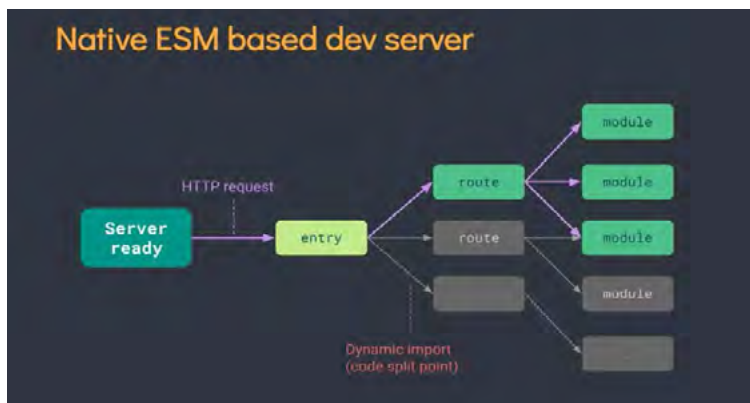 Native ESM based dev server
module
HTTP request
route
module
Server
ready
entry
route
module
module
Dynamic import
(code split point)